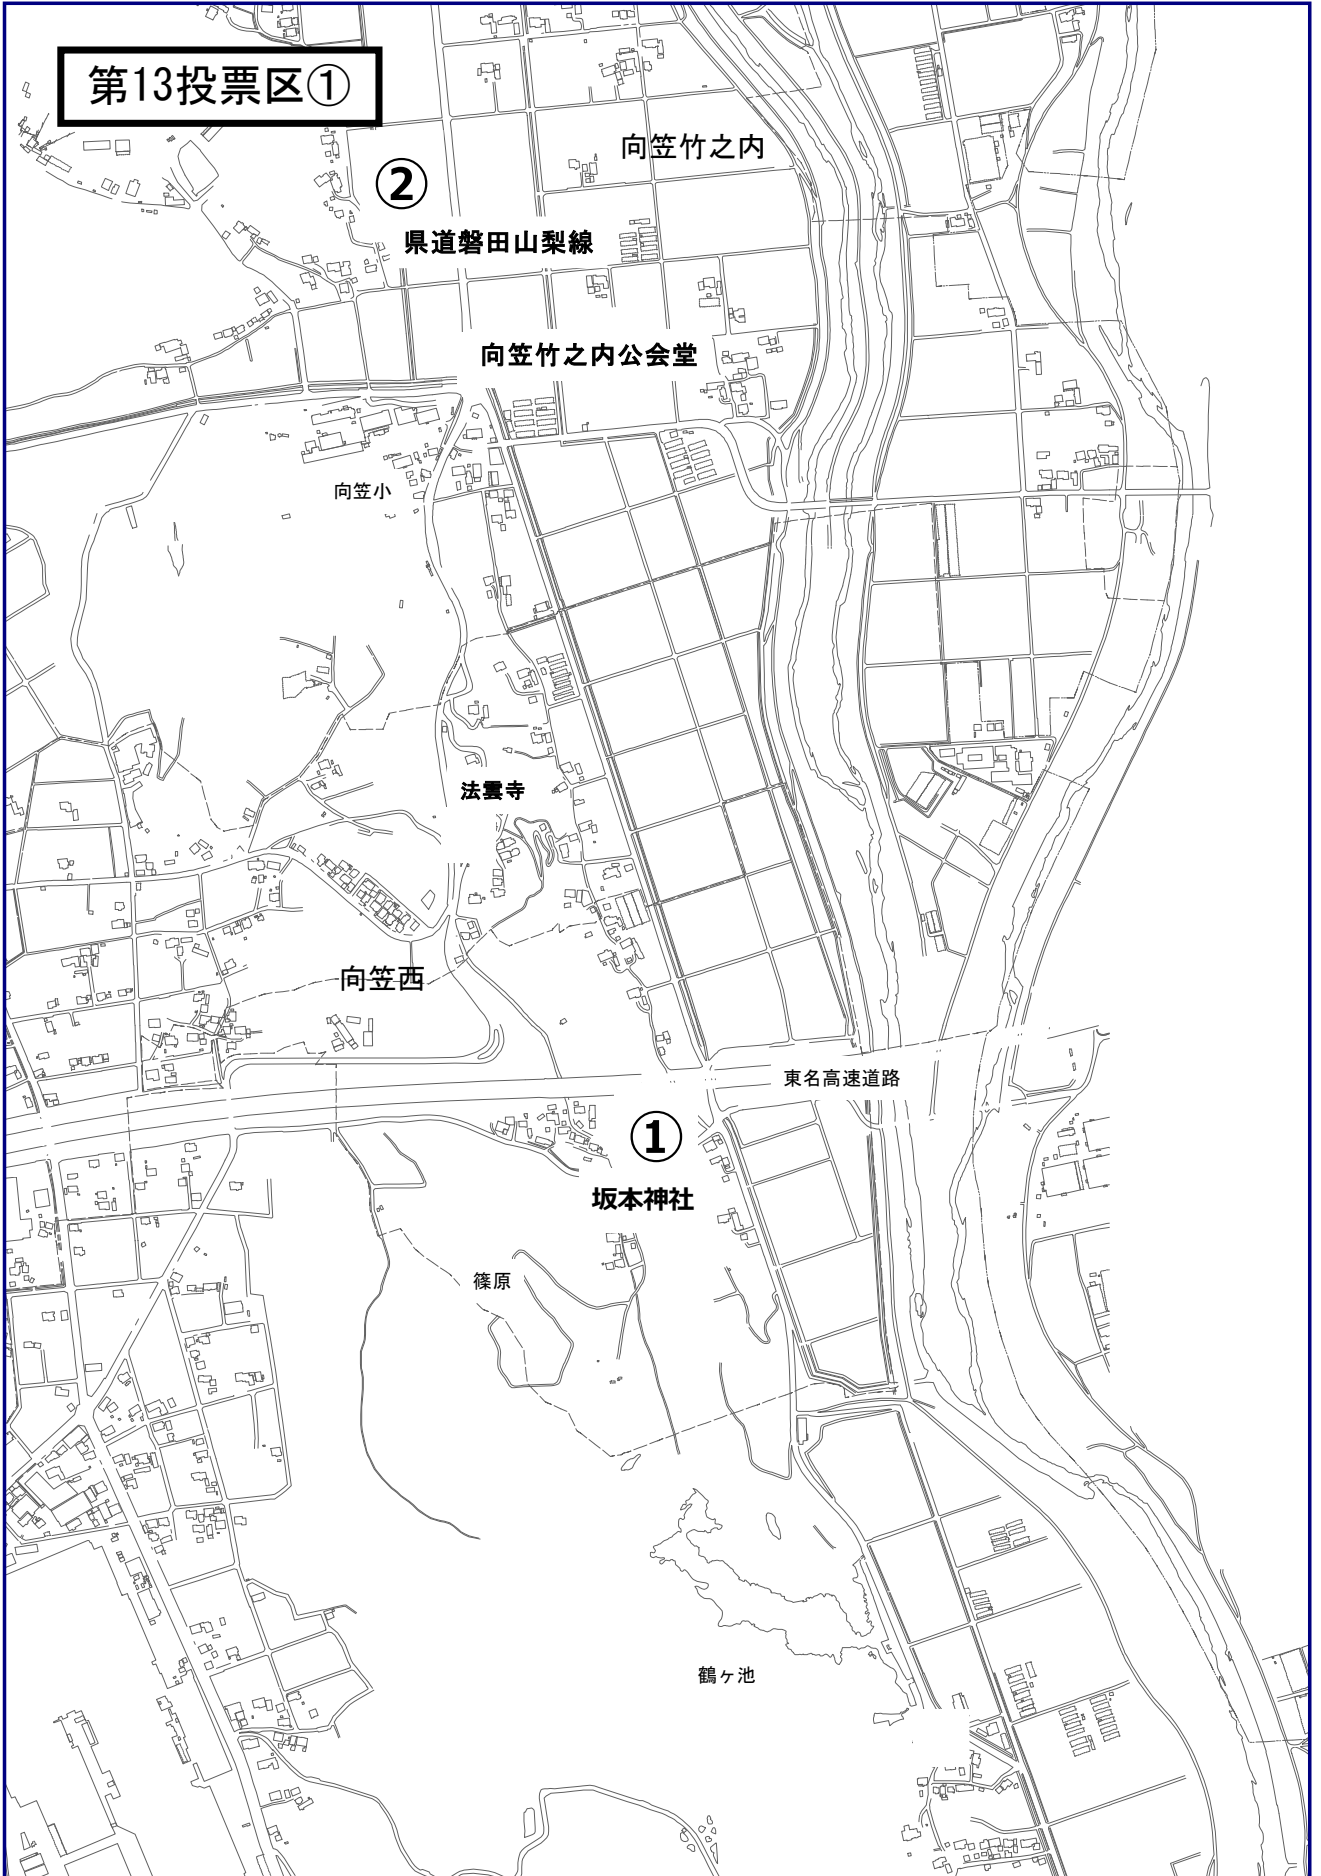 第13投票区①
向笠竹之内
②
県道磐田山梨線
向笠竹之内公会堂
向笠小
法雲寺
向笠西
東名高速道路
①
坂本神社
篠原
鶴ヶ池